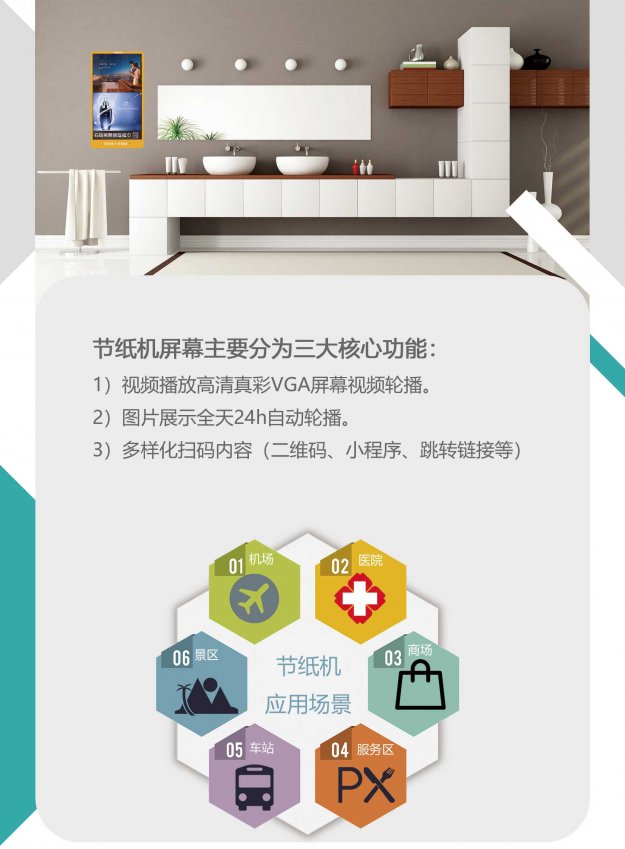 节纸机屏幕主要分为三大核心功能：
1）视频播放高清真彩VGA屏幕视频轮播。
2）图片展示全天24h自动轮播。
3）多样化扫码内容（二维码、小程序、跳转链接等）
01 机场
02 医院
06 景区
节纸机
应用场景
03 商场
05 车站
04 服务区
P